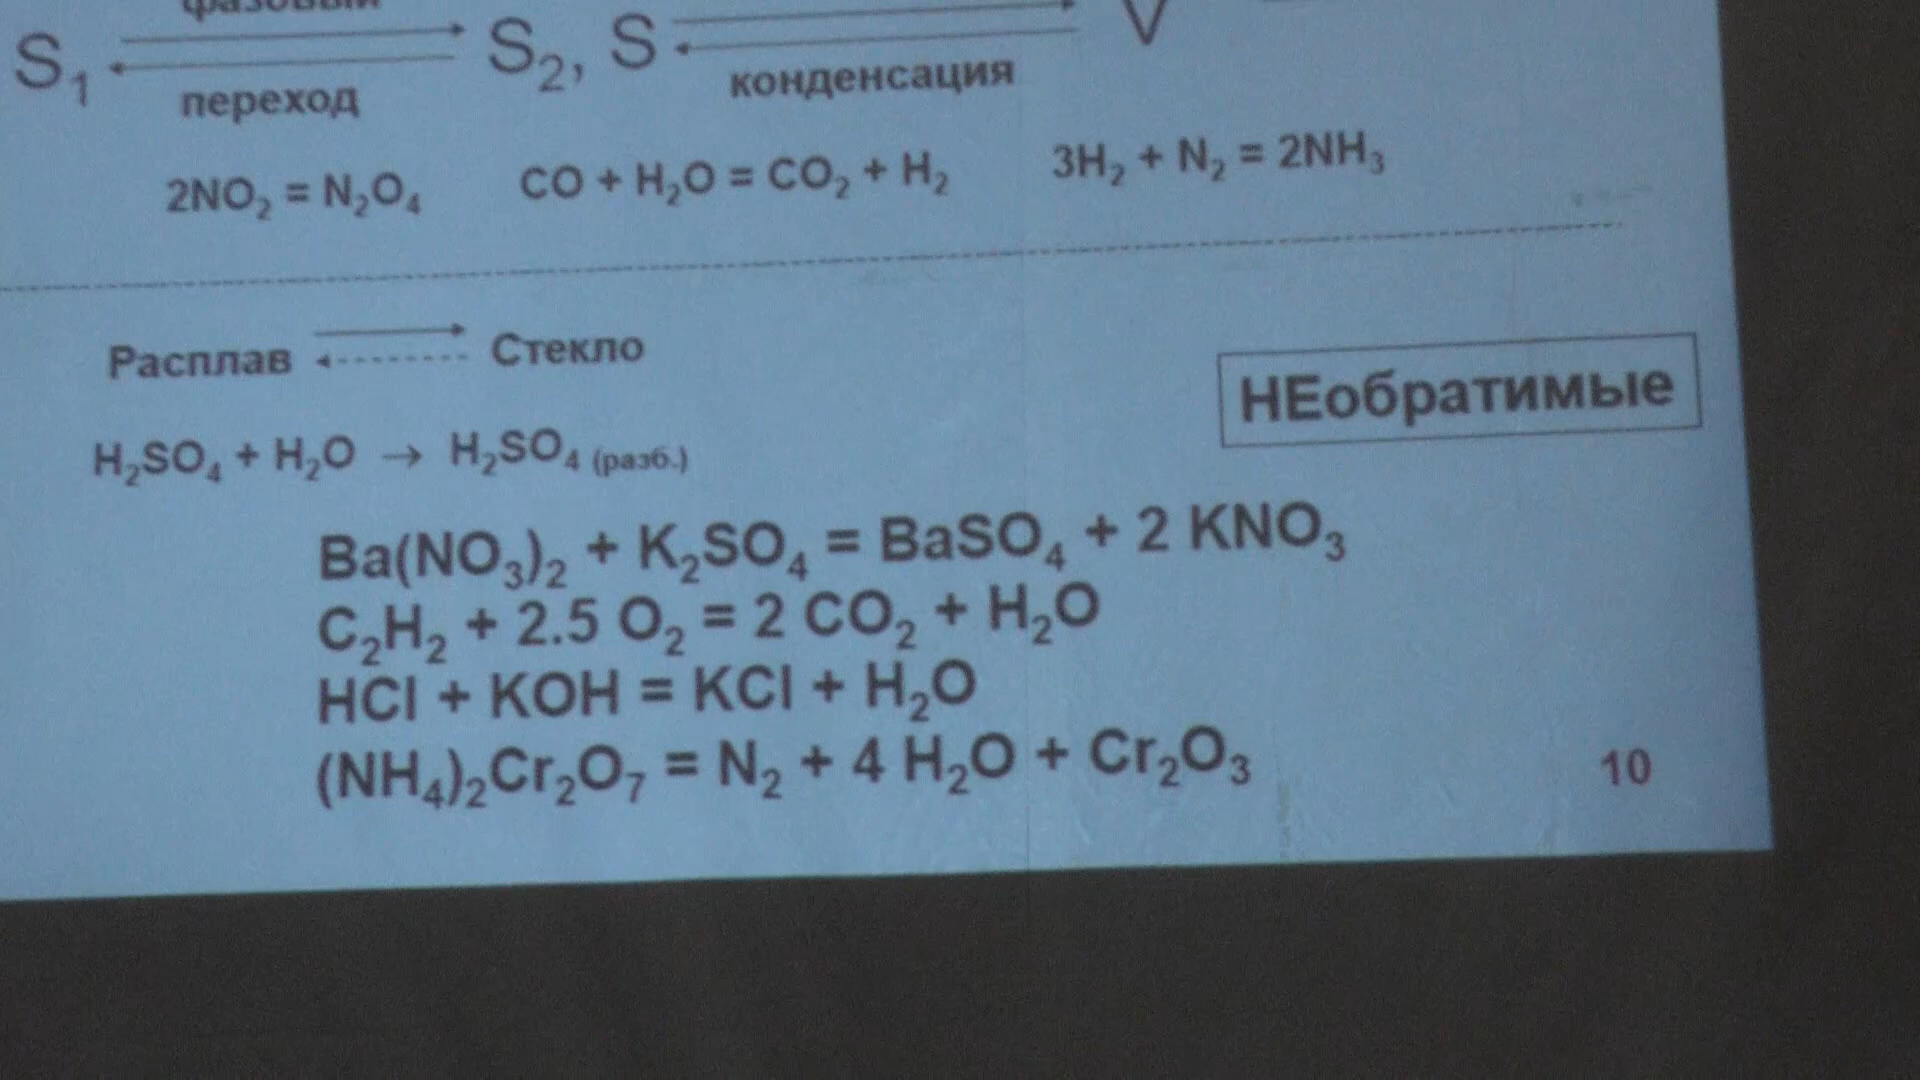 фазовый
S₁ ⇄ S₂, S ⇄ V
переход конденсация
2NO₂ = N₂O₄ CO + H₂O = CO₂ + H₂ 3H₂ + N₂ = 2NH₃
Расплав ⇄ Стекло
НЕобратимые
H₂SO₄ + H₂O → H₂SO₄ (разб.)
Ba(NO₃)₂ + K₂SO₄ = BaSO₄ + 2 KNO₃
C₂H₂ + 2.5 O₂ = 2 CO₂ + H₂O
HCl + KOH = KCl + H₂O
(NH₄)₂Cr₂O₇ = N₂ + 4 H₂O + Cr₂O₃
10